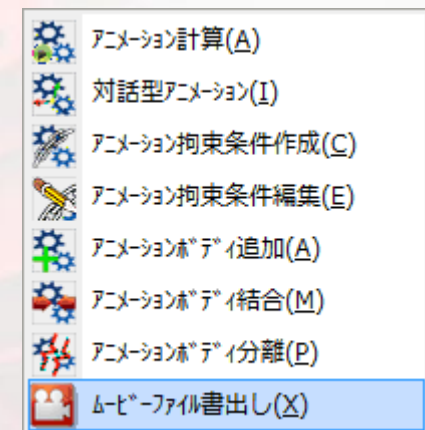 ｱﾆﾒｰｼｮﾝ計算(A)
対話型ｱﾆﾒｰｼｮﾝ(I)
ｱﾆﾒｰｼｮﾝ拘束条件作成(C)
ｱﾆﾒｰｼｮﾝ拘束条件編集(E)
ｱﾆﾒｰｼｮﾝﾎﾞﾃﾞｨ追加(A)
ｱﾆﾒｰｼｮﾝﾎﾞﾃﾞｨ結合(M)
ｱﾆﾒｰｼｮﾝﾎﾞﾃﾞｨ分離(P)
ﾑｰﾋﾞｰﾌｧｲﾙ書出し(X)